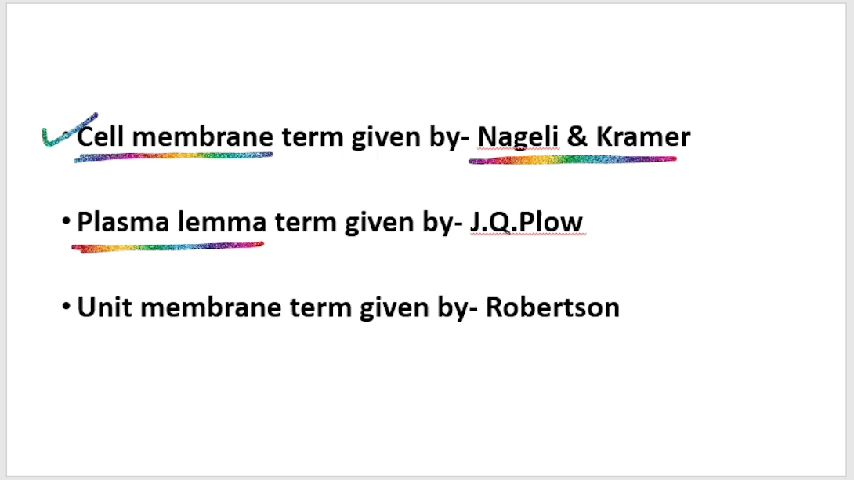 Cell membrane term given by- Nageli & Kramer
• Plasma lemma term given by- J.Q.Plow
• Unit membrane term given by- Robertson